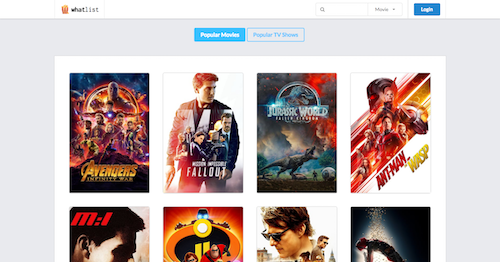 whatlist
Movie
Login
Popular Movies
Popular TV Shows
AVENGERS
INFINITY WAR
MISSION: IMPOSSIBLE
FALLOUT
JURASSIC WORLD
FALLEN KINGDOM
ANT-MAN
AND THE
WASP
M:I